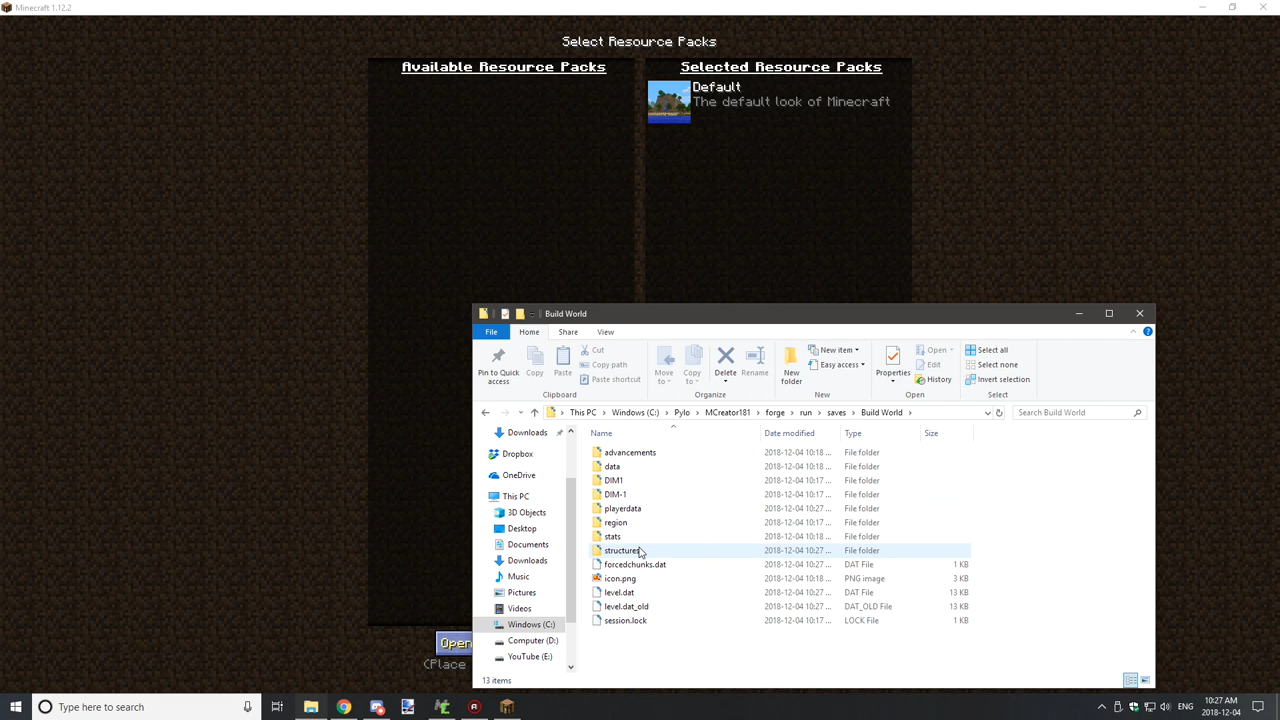 Minecraft 1.12.2
Select Resource Packs
Available Resource Packs
Selected Resource Packs
Default
The default look of Minecraft
Build World
File Home Share View
Pin to Quick access
Copy
Paste
Cut
Copy path
Paste shortcut
Clipboard
Move to
Copy to
Delete
Rename
Organize
New folder
New item
Easy access
New
Properties
Open
Edit
History
Open
Select all
Select none
Invert selection
Select
This PC > Windows (C:) > Pylo > MCreator181 > forge > run > saves > Build World >
Search Build World
Downloads
Dropbox
OneDrive
This PC
3D Objects
Desktop
Documents
Downloads
Music
Pictures
Videos
Windows (C:)
Computer (D:)
YouTube (E:)
Name Date modified Type Size
advancements 2018-12-04 10:18 ... File folder
data 2018-12-04 10:18 ... File folder
DIM1 2018-12-04 10:17 ... File folder
DIM-1 2018-12-04 10:17 ... File folder
playerdata 2018-12-04 10:27 ... File folder
region 2018-12-04 10:17 ... File folder
stats 2018-12-04 10:18 ... File folder
structures 2018-12-04 10:27 ... File folder
forcedchunks.dat 2018-12-04 10:27 ... DAT File 1 KB
icon.png 2018-12-04 10:18 ... PNG image 3 KB
level.dat 2018-12-04 10:27 ... DAT File 13 KB
level.dat_old 2018-12-04 10:27 ... DAT_OLD File 13 KB
session.lock 2018-12-04 10:17 ... LOCK File 1 KB
13 items
Open
(Place
Type here to search
ENG
10:27 AM
2018-12-04